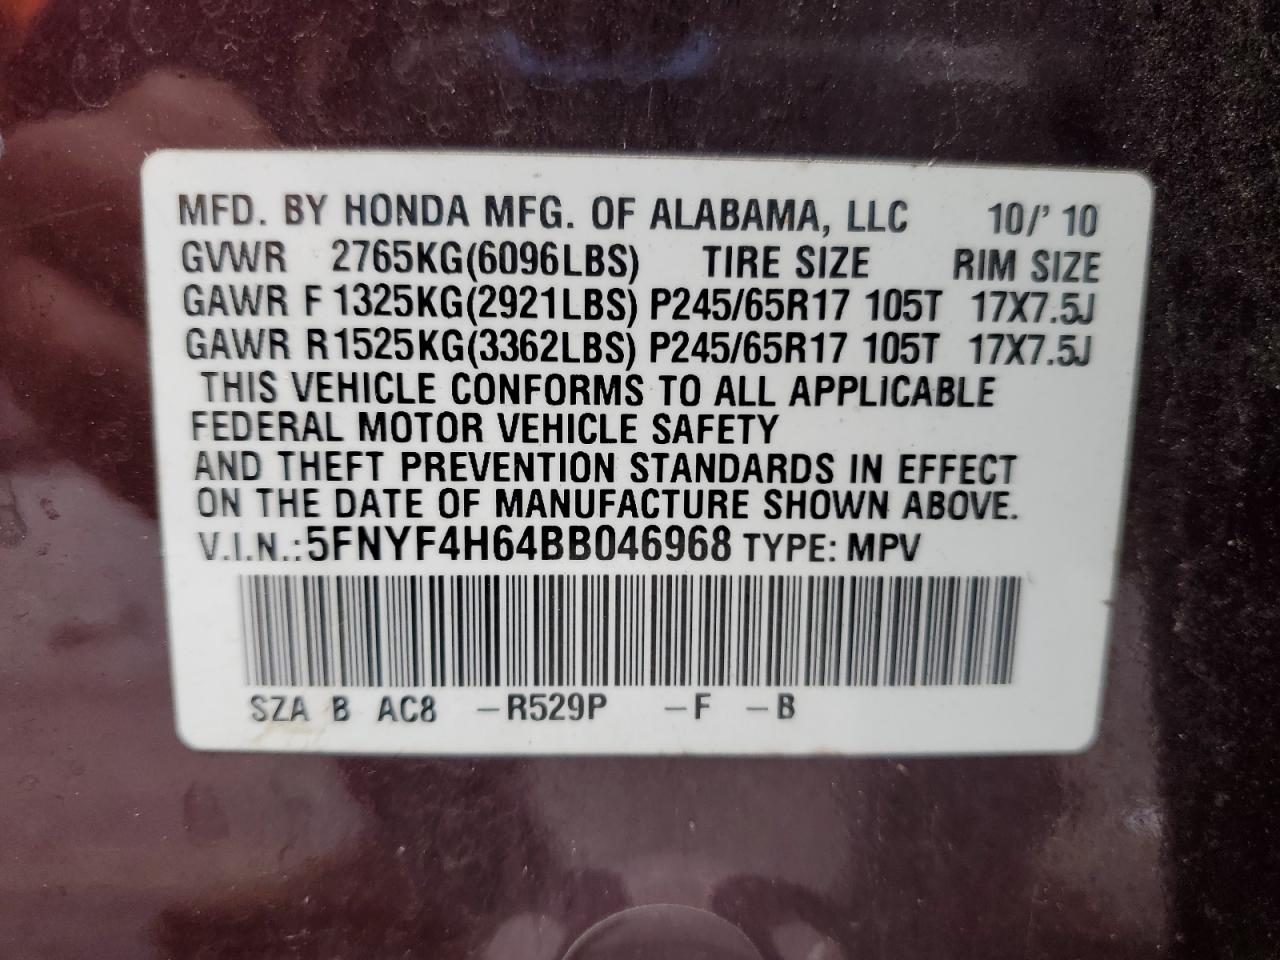 MFD. BY HONDA MFG. OF ALABAMA, LLC 10/' 10
GVWR 2765KG(6096LBS) TIRE SIZE RIM SIZE
GAWR F 1325KG(2921LBS) P245/65R17 105T 17X7.5J
GAWR R 1525KG(3362LBS) P245/65R17 105T 17X7.5J
THIS VEHICLE CONFORMS TO ALL APPLICABLE
FEDERAL MOTOR VEHICLE SAFETY
AND THEFT PREVENTION STANDARDS IN EFFECT
ON THE DATE OF MANUFACTURE SHOWN ABOVE.
V.I.N.:5FNYF4H64BB046968 TYPE: MPV
SZA B AC8 -R529P -F -B